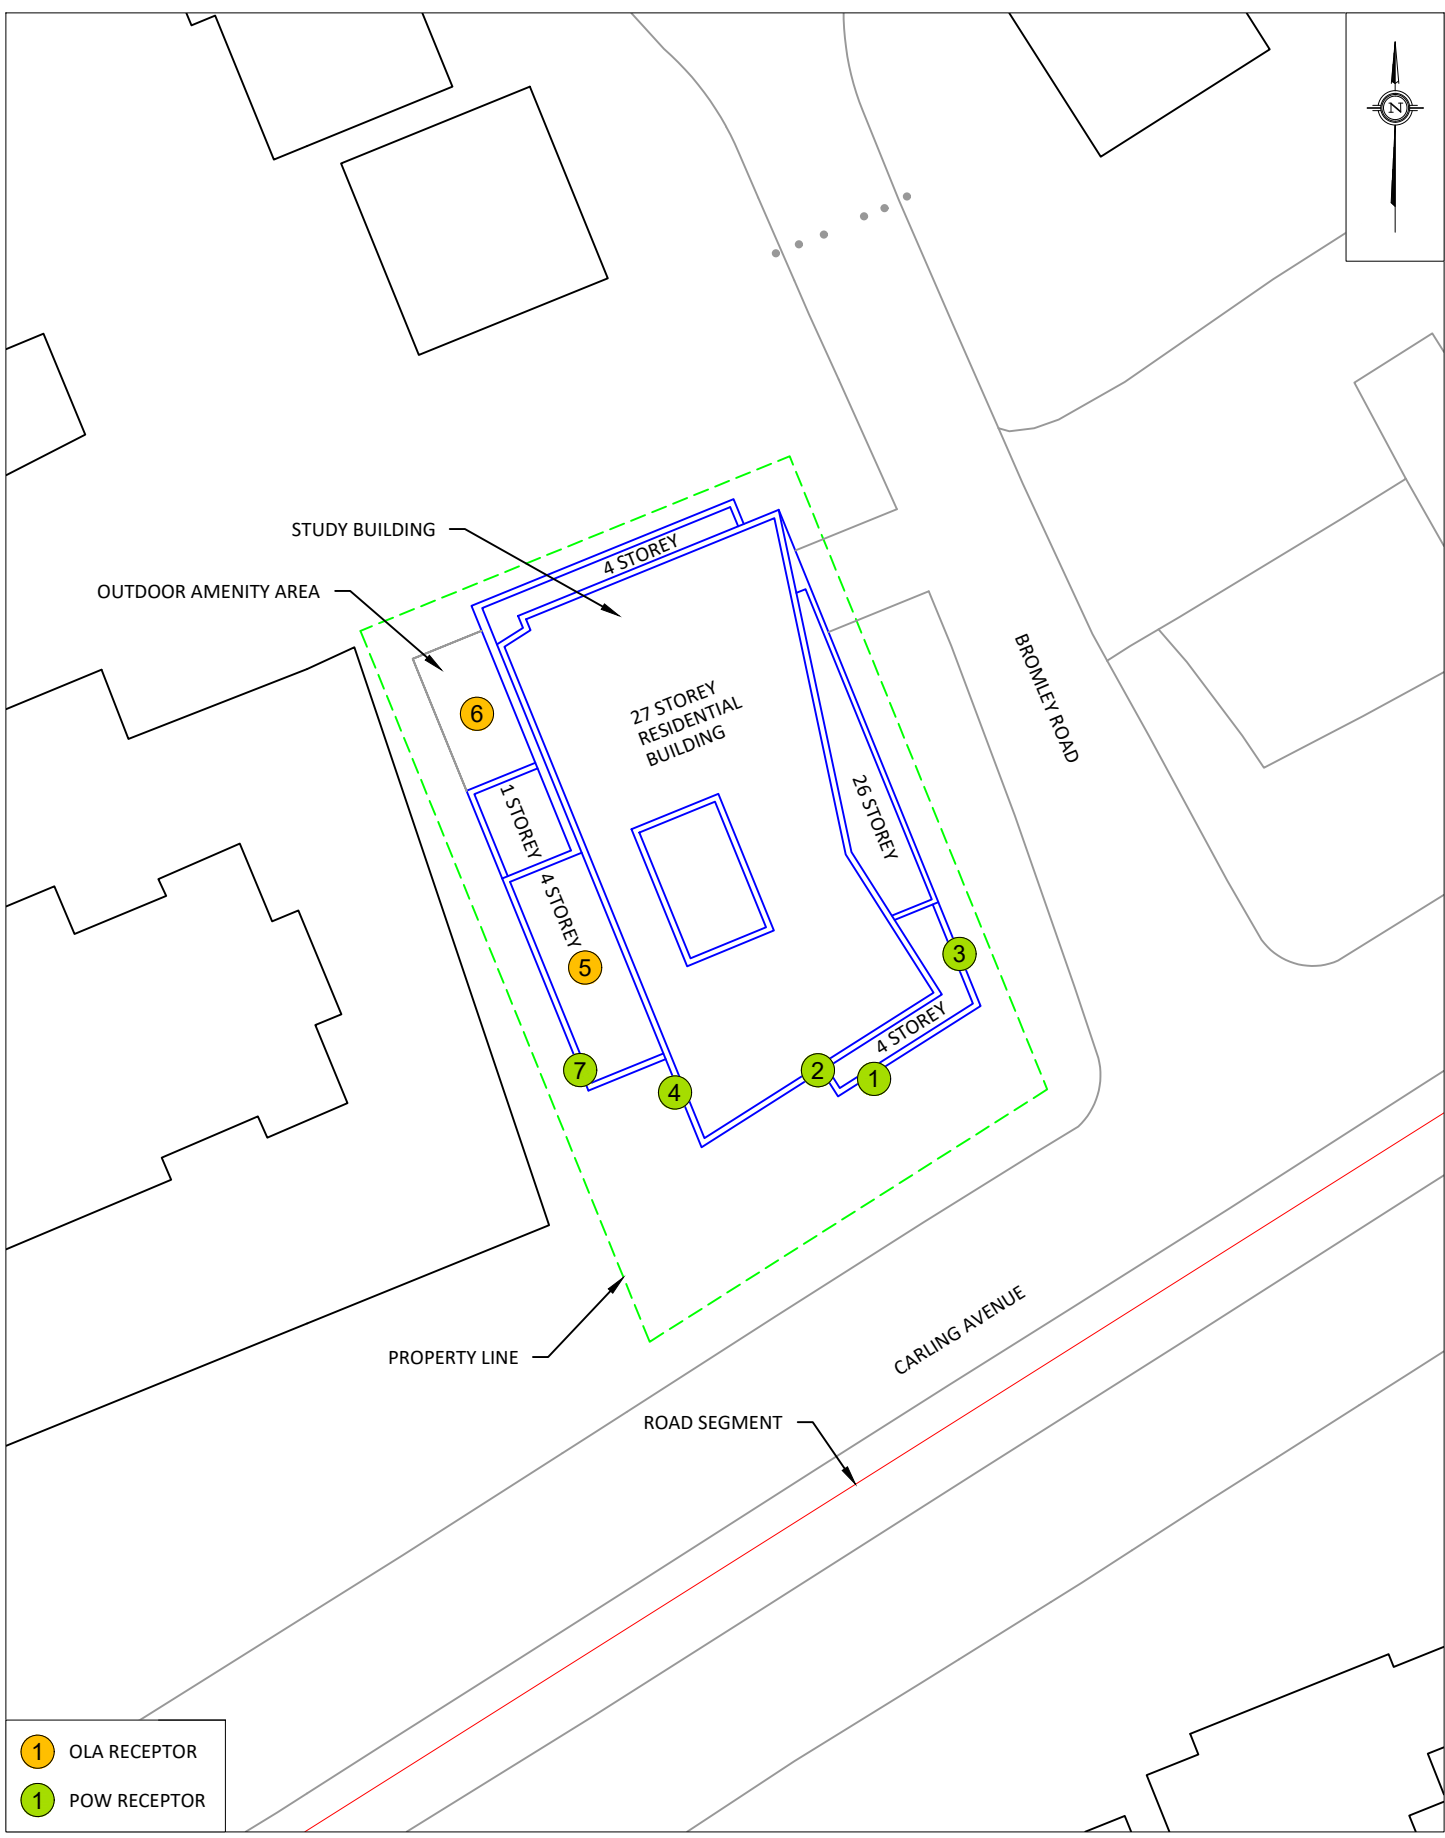 N
4 STOREY
STUDY BUILDING
OUTDOOR AMENITY AREA
6
27 STOREY
RESIDENTIAL
BUILDING
BROMLEY ROAD
1 STOREY
26 STOREY
4 STOREY
5
3
4 STOREY
7
4
2
1
CARLING AVENUE
PROPERTY LINE
ROAD SEGMENT
1 OLA RECEPTOR
1 POW RECEPTOR